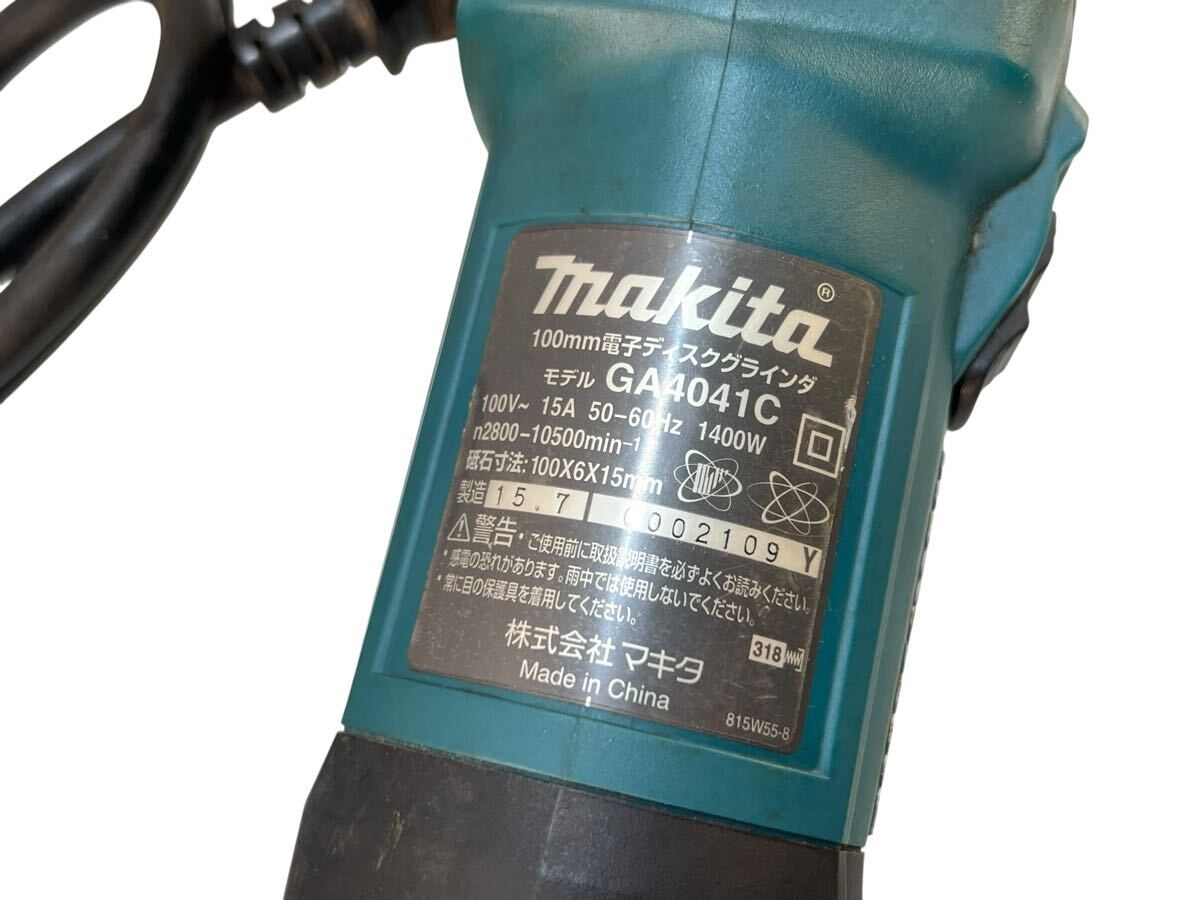 makita®
100mm電子ディスクグラインダ
モデル GA4041C
100V~ 15A 50-60Hz 1400W
n2800-10500min-1
砥石寸法:100X6X15mm
製造 15.7 0002109 Y
警告・ご使用前に取扱説明書を必ずよくお読みください。
・感電の恐れがあります。雨中では使用しないでください。
・常に目の保護具を着用してください。
株式会社 マキタ
318
Made in China
815W55-8